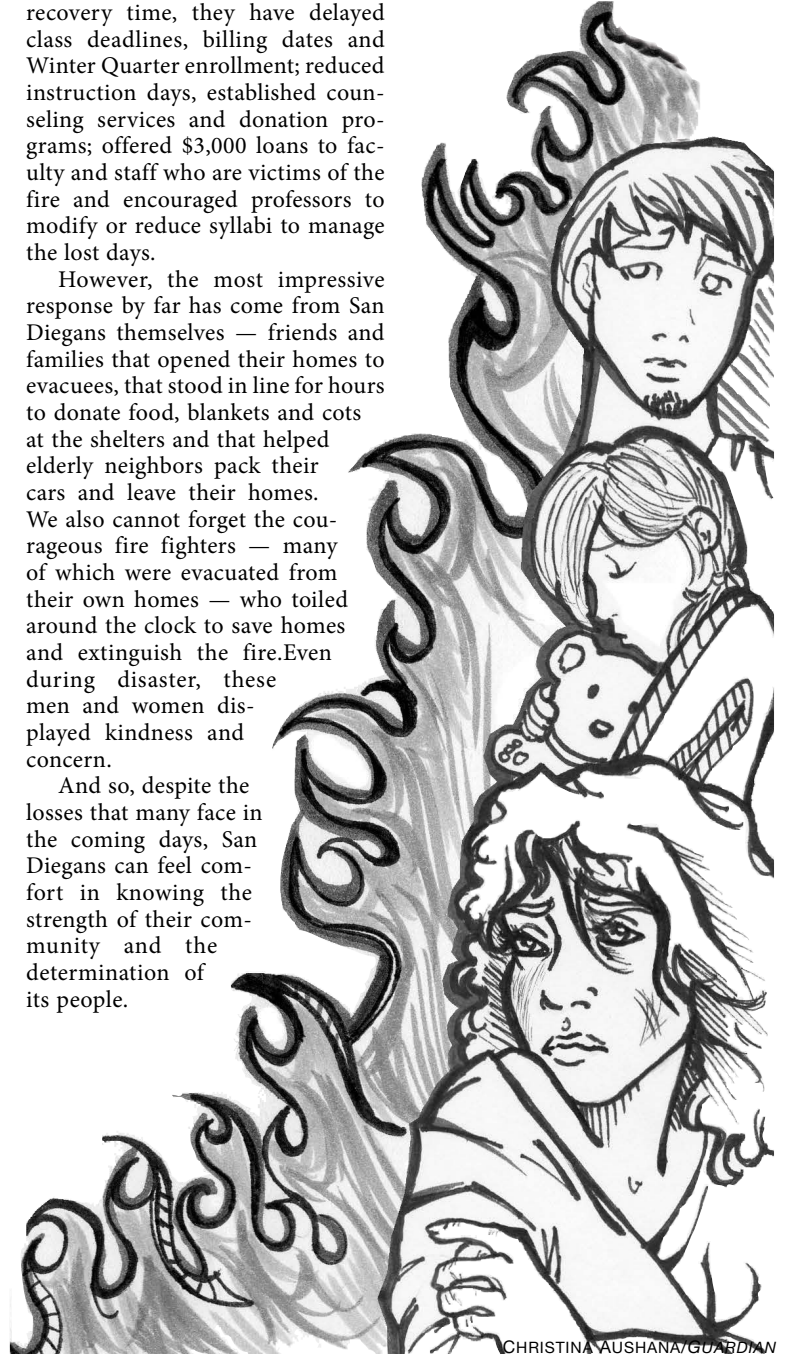 recovery time, they have delayed
class deadlines, billing dates and
Winter Quarter enrollment; reduced
instruction days, established coun-
seling services and donation pro-
grams; offered $3,000 loans to fac-
ulty and staff who are victims of the
fire and encouraged professors to
modify or reduce syllabi to manage
the lost days.
However, the most impressive
response by far has come from San
Diegans themselves — friends and
families that opened their homes to
evacuees, that stood in line for hours
to donate food, blankets and cots
at the shelters and that helped
elderly neighbors pack their
cars and leave their homes.
We also cannot forget the cou-
rageous fire fighters — many
of which were evacuated from
their own homes — who toiled
around the clock to save homes
and extinguish the fire.Even
during disaster, these
men and women dis-
played kindness and
concern.
And so, despite the
losses that many face in
the coming days, San
Diegans can feel com-
fort in knowing the
strength of their com-
munity and the
determination of
its people.
CHRISTINA AUSHANA/GUARDIAN